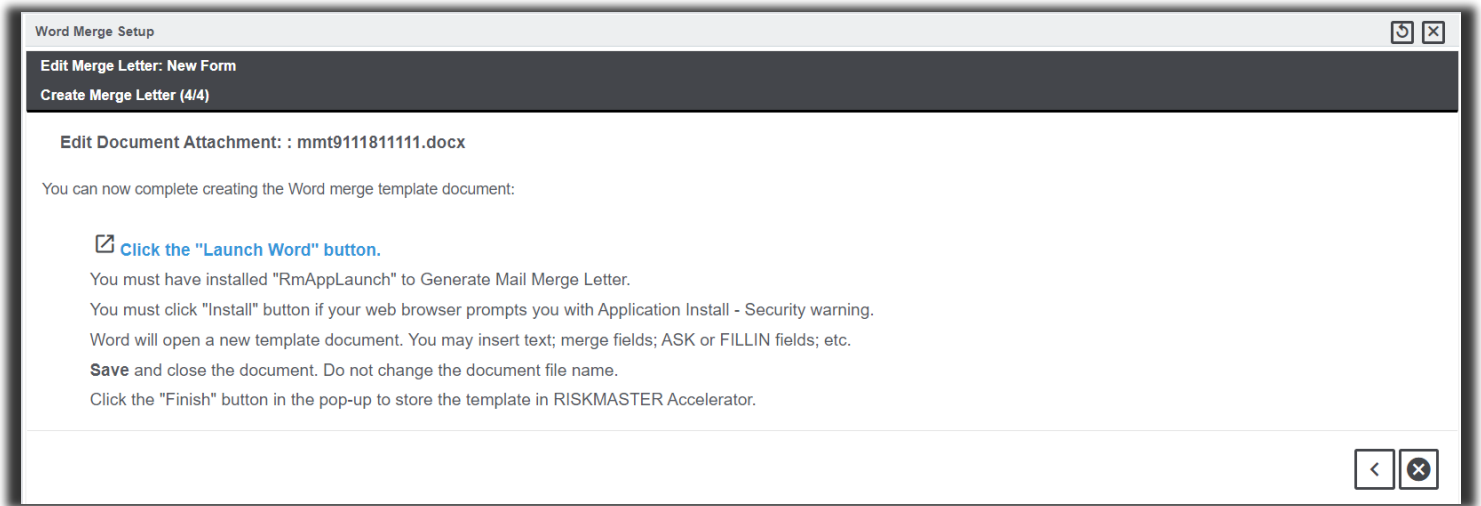 Word Merge Setup
Edit Merge Letter: New Form
Create Merge Letter (4/4)
Edit Document Attachment: : mmt9111811111.docx
You can now complete creating the Word merge template document:
Click the "Launch Word" button.
You must have installed "RmAppLaunch" to Generate Mail Merge Letter.
You must click "Install" button if your web browser prompts you with Application Install - Security warning.
Word will open a new template document. You may insert text; merge fields; ASK or FILLIN fields; etc.
Save and close the document. Do not change the document file name.
Click the "Finish" button in the pop-up to store the template in RISKMASTER Accelerator.